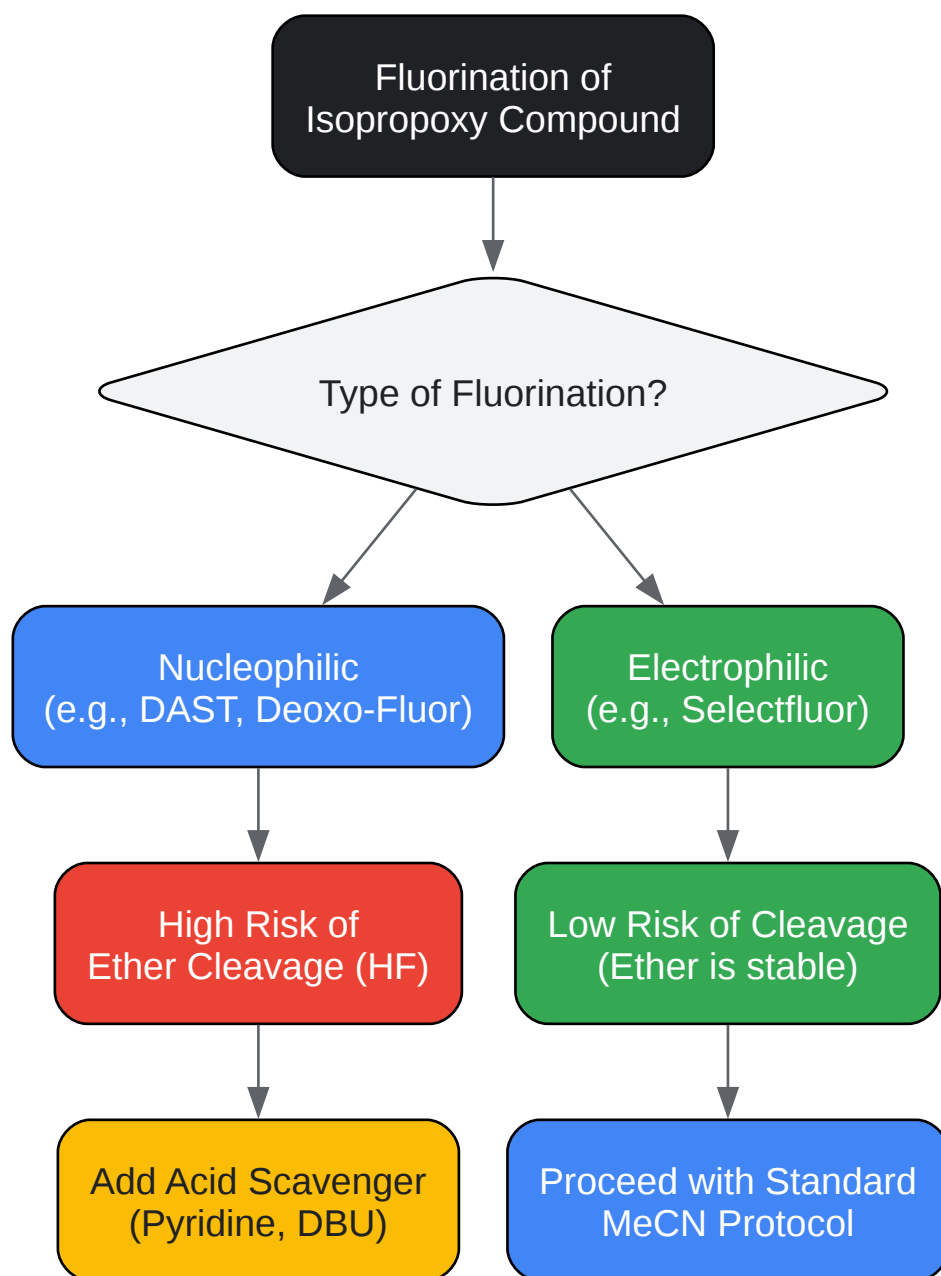 Fluorination of
Isopropoxy Compound
Type of Fluorination?
Nucleophilic
(e.g., DAST, Deoxo-Fluor)
Electrophilic
(e.g., Selectfluor)
High Risk of
Ether Cleavage (HF)
Low Risk of Cleavage
(Ether is stable)
Add Acid Scavenger
(Pyridine, DBU)
Proceed with Standard
MeCN Protocol